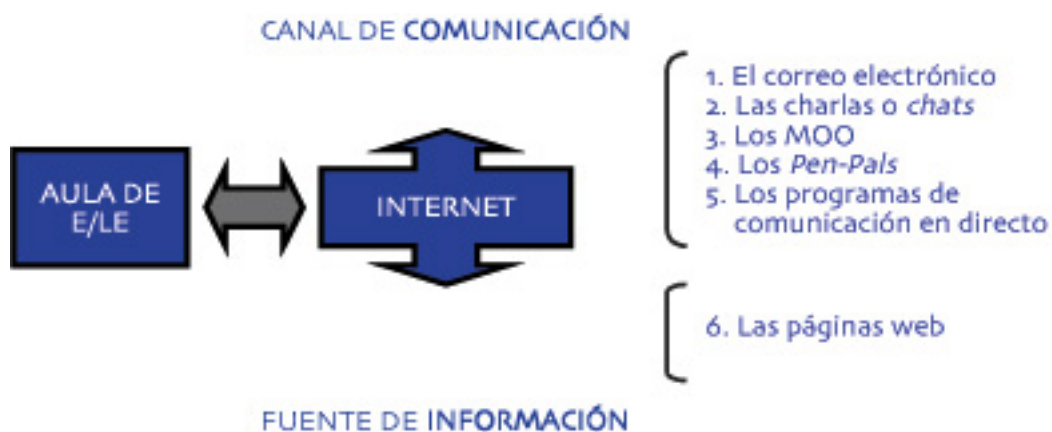 CANAL DE COMUNICACIÓN
1. El correo electrónico
2. Las charlas o chats
3. Los MOO
4. Los Pen-Pals
5. Los programas de
comunicación en directo
AULA DE
E/LE
INTERNET
6. Las páginas web
FUENTE DE INFORMACIÓN